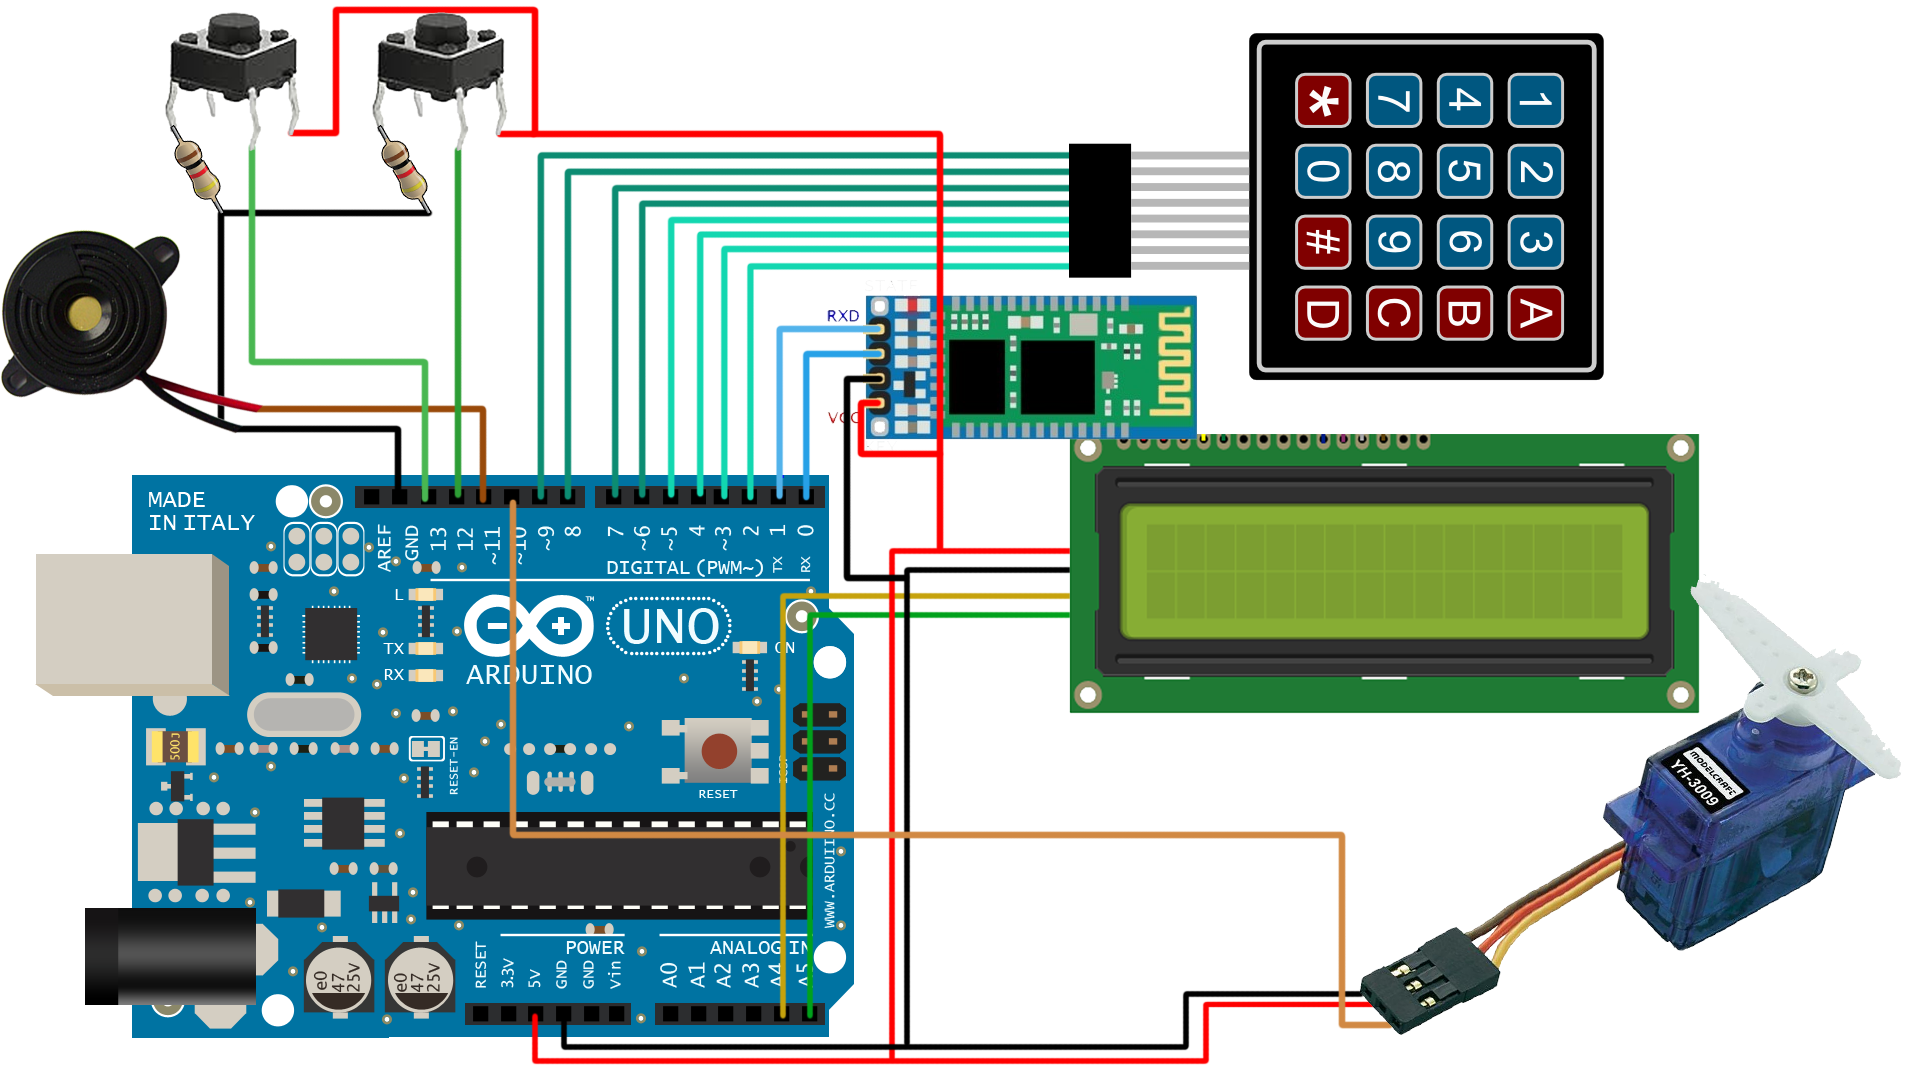 * 7 4 1
0 8 5 2
# 9 6 3
D C B A
RXD
VCC
MADE
IN ITALY
AREF
GND
13
12
~11
~10
~9
8
7
~6
~5
4
~3
2
1
0
DIGITAL (PWM~)
TX
RX
L
TX
RX
™
UNO
ARDUINO
ON
500J
RESET-EN
RESET
MODELCRAFT
YH-3009
WWW.ARDUINO.CC
POWER
ANALOG IN
RESET
3.3V
5V
GND
GND
Vin
A0
A1
A2
A3
A4
A5
e0
47
25V
e0
47
25V